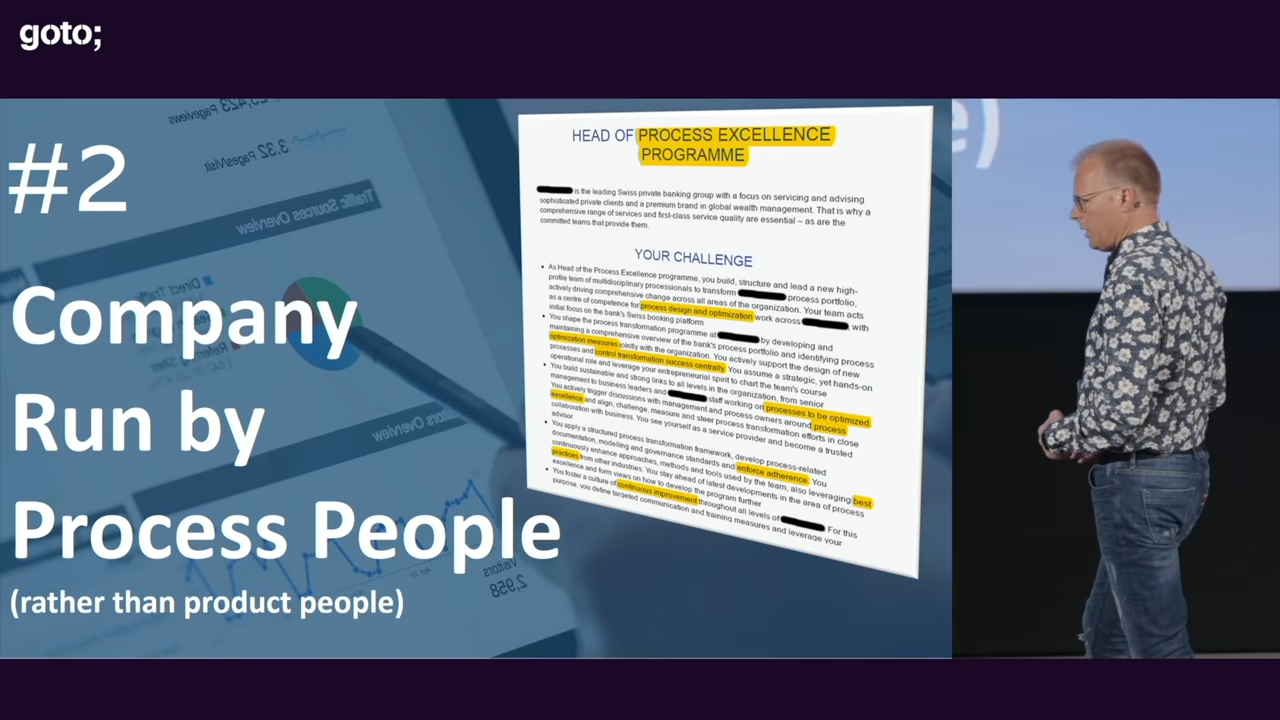 goto;
#2
Company
Run by
Process People
(rather than product people)
23,423 Pageviews
3.32 Pages/Visit
Traffic Sources Overview
Direct Traffic
Visitors
2,958
HEAD OF PROCESS EXCELLENCE
PROGRAMME
is the leading Swiss private banking group with a focus on servicing and advising
sophisticated private clients and a premium brand in global wealth management. That is why a
comprehensive range of services and first-class service quality are essential – as are the
committed teams that provide them.
YOUR CHALLENGE
• As Head of the Process Excellence programme, you build, structure and lead a new high-
profile team of multidisciplinary professionals to transform process portfolio,
actively driving comprehensive change across all areas of the organization. Your team acts
as a centre of competence for process design and optimization work across , with
initial focus on the bank's Swiss booking platform
• You shape the process transformation programme at by developing and
maintaining a comprehensive overview of the bank's process portfolio and identifying process
optimization measures jointly with the organization. You actively support the design of new
processes and control transformation success centrally. You assume a strategic, yet hands-on
operational role and leverage your entrepreneurial spirit to chart the team's course
• You build sustainable and strong links to all levels in the organization, from senior
management to business leaders and staff working on processes to be optimized
You actively trigger discussions with management and process owners around process
excellence and align, challenge, measure and steer process transformation efforts in close
collaboration with business. You see yourself as a service provider and become a trusted
advisor
• You apply a structured process transformation framework, develop process-related
documentation, modelling and governance standards and enforce adherence. You
continuously enhance approaches, methods and tools used by the team, also leveraging best
practices from other industries. You stay ahead of latest developments in the area of process
excellence and form views on how to develop the program further
• You foster a culture of continuous improvement throughout all levels of . For this
purpose, you define targeted communication and training measures and leverage your
e)